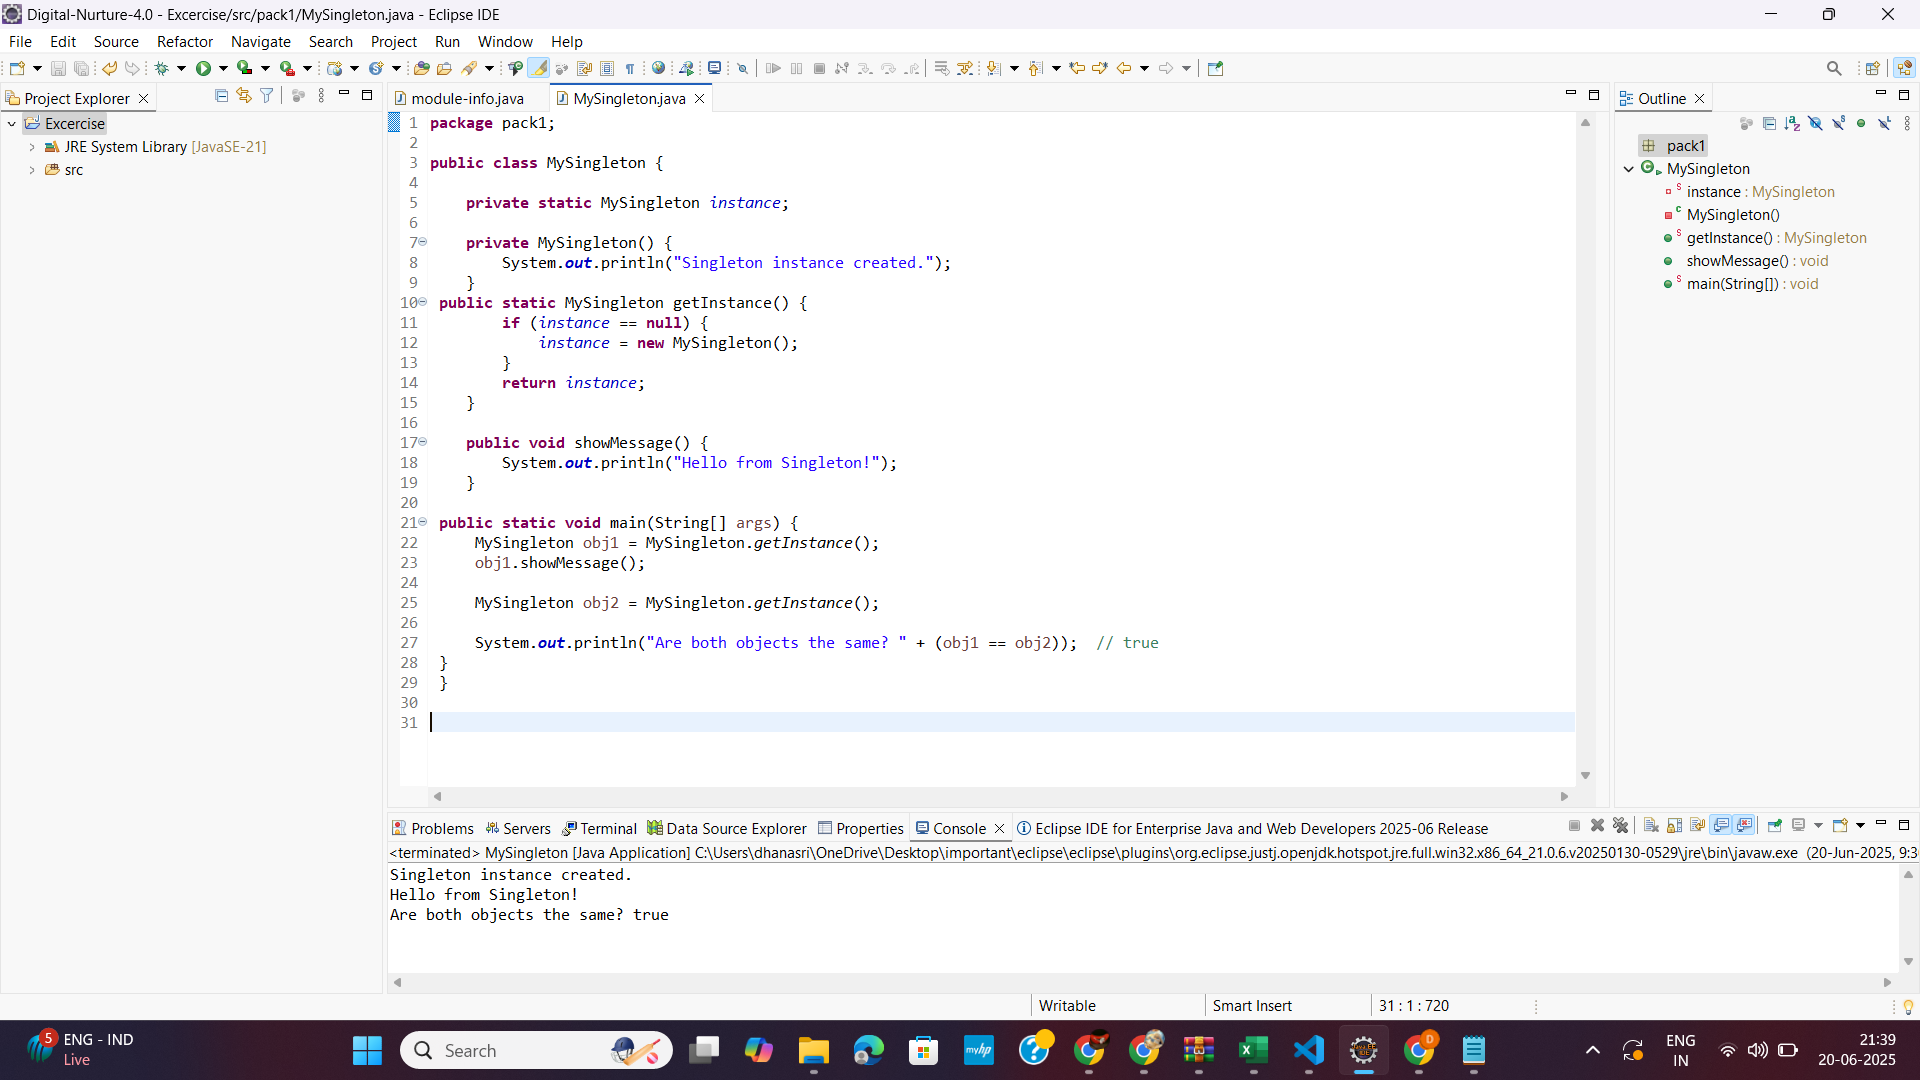 Digital-Nurture-4.0 - Excercise/src/pack1/MySingleton.java - Eclipse IDE
File Edit Source Refactor Navigate Search Project Run Window Help
Project Explorer
Excercise
JRE System Library [JavaSE-21]
src
module-info.java
MySingleton.java
1 package pack1;
2
3 public class MySingleton {
4
5     private static MySingleton instance;
6
7     private MySingleton() {
8         System.out.println("Singleton instance created.");
9     }
10 public static MySingleton getInstance() {
11         if (instance == null) {
12             instance = new MySingleton();
13         }
14         return instance;
15     }
16
17     public void showMessage() {
18         System.out.println("Hello from Singleton!");
19     }
20
21 public static void main(String[] args) {
22     MySingleton obj1 = MySingleton.getInstance();
23     obj1.showMessage();
24
25     MySingleton obj2 = MySingleton.getInstance();
26
27     System.out.println("Are both objects the same? " + (obj1 == obj2));  // true
28 }
29 }
30
31
Outline
pack1
MySingleton
instance : MySingleton
MySingleton()
getInstance() : MySingleton
showMessage() : void
main(String[]) : void
Problems Servers Terminal Data Source Explorer Properties Console Eclipse IDE for Enterprise Java and Web Developers 2025-06 Release
<terminated> MySingleton [Java Application] C:\Users\dhanasri\OneDrive\Desktop\important\eclipse\eclipse\plugins\org.eclipse.justj.openjdk.hotspot.jre.full.win32.x86_64_21.0.6.v20250130-0529\jre\bin\javaw.exe (20-Jun-2025, 9:3
Singleton instance created.
Hello from Singleton!
Are both objects the same? true
Writable
Smart Insert
31 : 1 : 720
5
ENG - IND
Live
Search
myhp
D
ENG
IN
21:39
20-06-2025